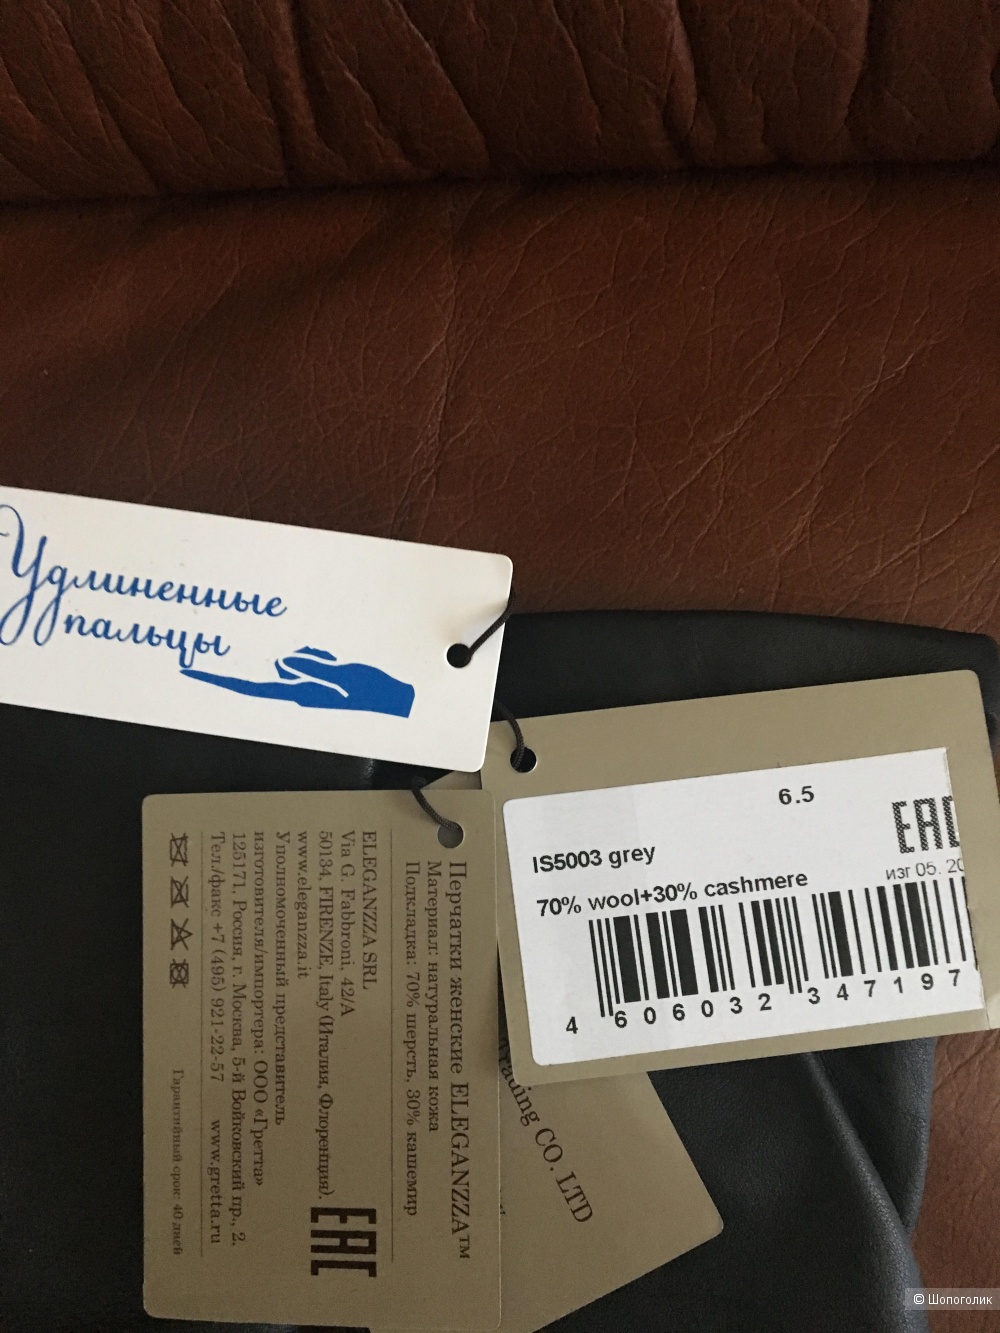 Удлиненные
пальцы
6.5
EAC
IS5003 grey
изг 05. 20
70% wool+30% cashmere
4 606032 347197
Перчатки женские ELEGANZZA™
Материал: натуральная кожа
Подкладка: 70% шерсть, 30% кашемир
ELEGANZZA SRL
Via G. Fabbroni, 42/A
50134, FIRENZE, Italy (Италия, Флоренция).
www.eleganzza.it
Уполномоченный представитель
изготовителя/импортера: ООО «Гретта»
125171, Россия, г. Москва, 5-й Войковский пр., 2.
Тел./факс +7 (495) 921-22-57 www.gretta.ru
Гарантийный срок: 40 дней
EAC
CO. LTD
© Шопоголик